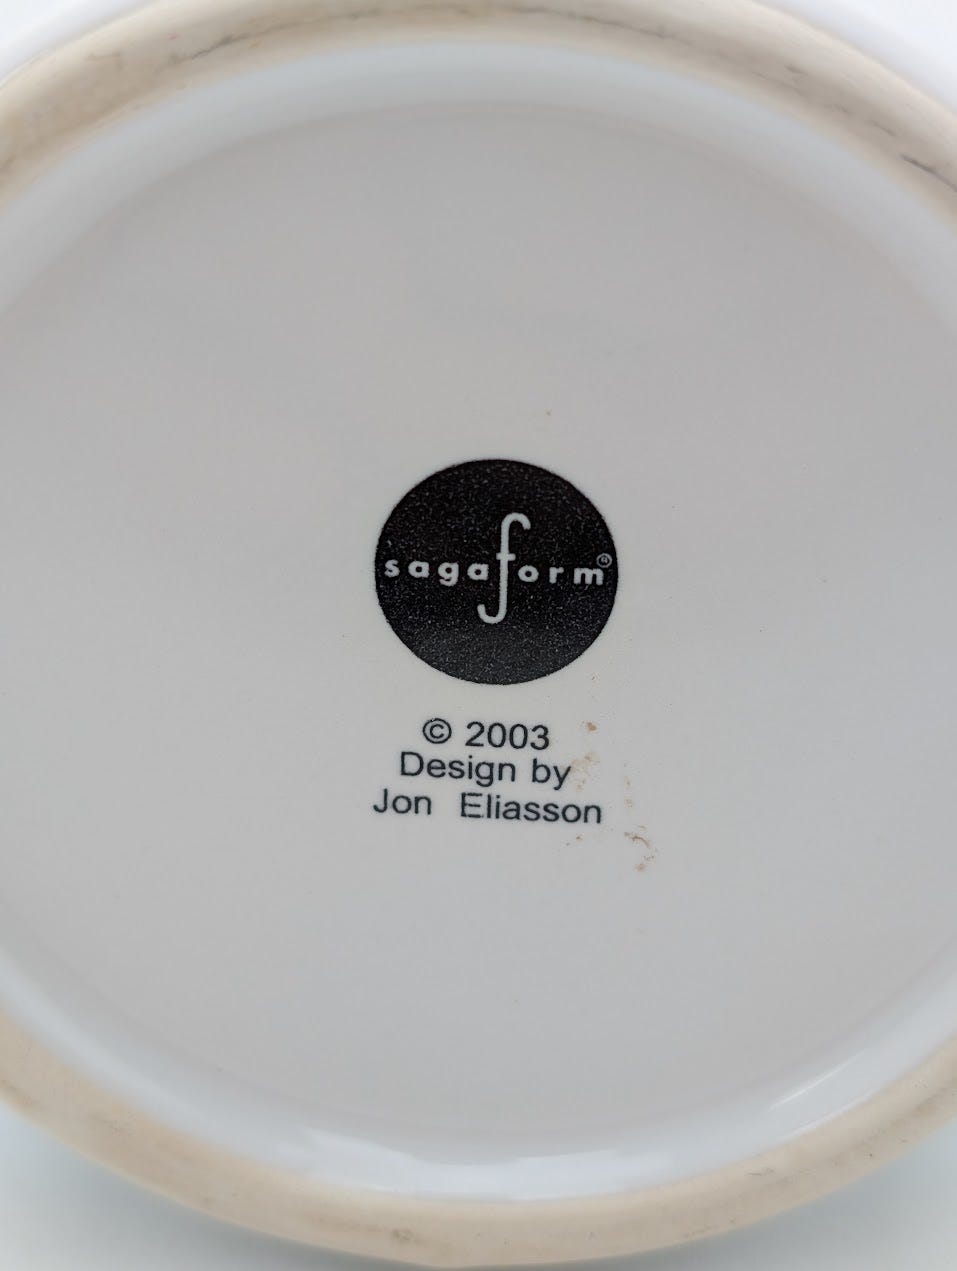 sagaform®
© 2003
Design by
Jon Eliasson